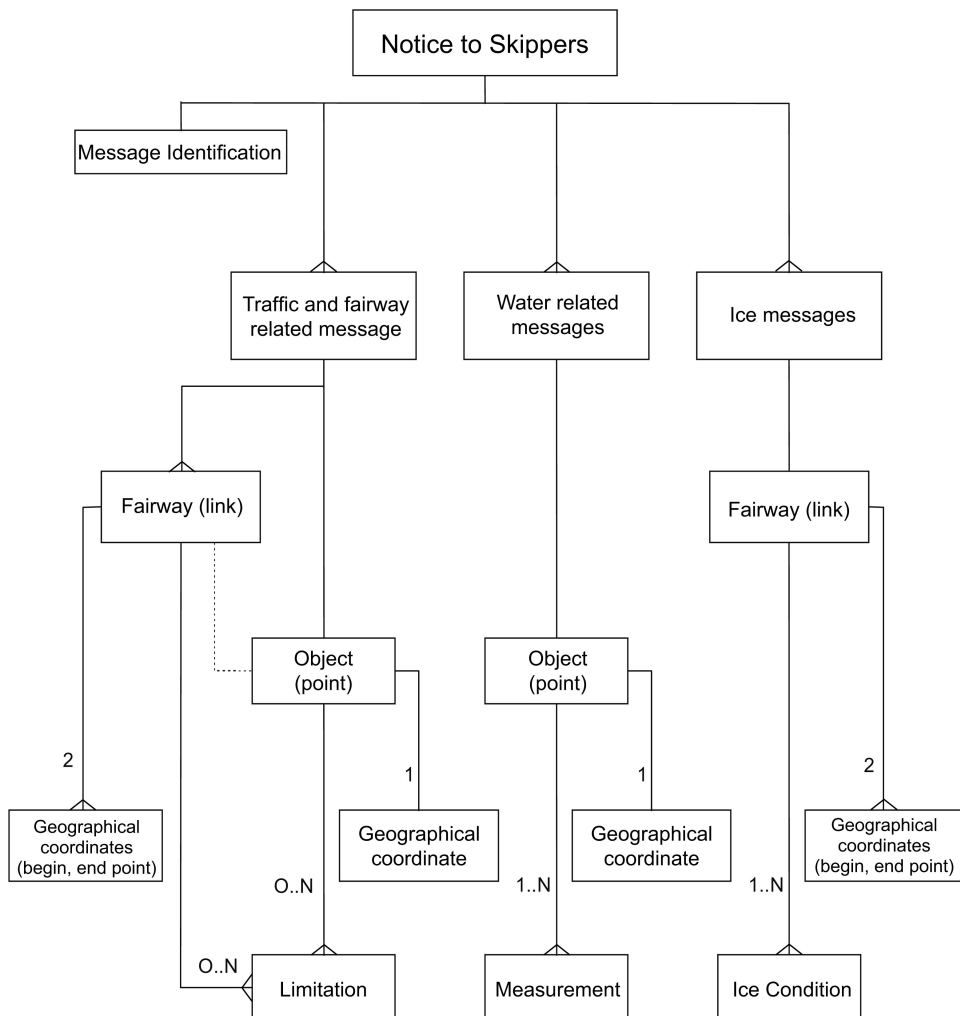 Notice to Skippers
Message Identification
Traffic and fairway
related message
Water related
messages
Ice messages
Fairway (link)
Fairway (link)
Object
(point)
Object
(point)
2
1
1
2
Geographical
coordinates
(begin, end point)
Geographical
coordinate
Geographical
coordinate
Geographical
coordinates
(begin, end point)
O..N
1..N
1..N
O..N
Limitation
Measurement
Ice Condition